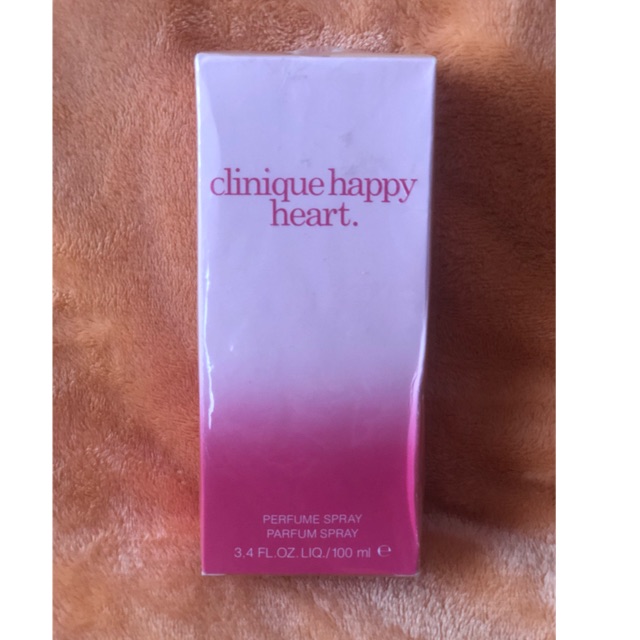 clinique happy
heart.
PERFUME SPRAY
PARFUM SPRAY
3.4 FL.OZ. LIQ./100 ml ℮